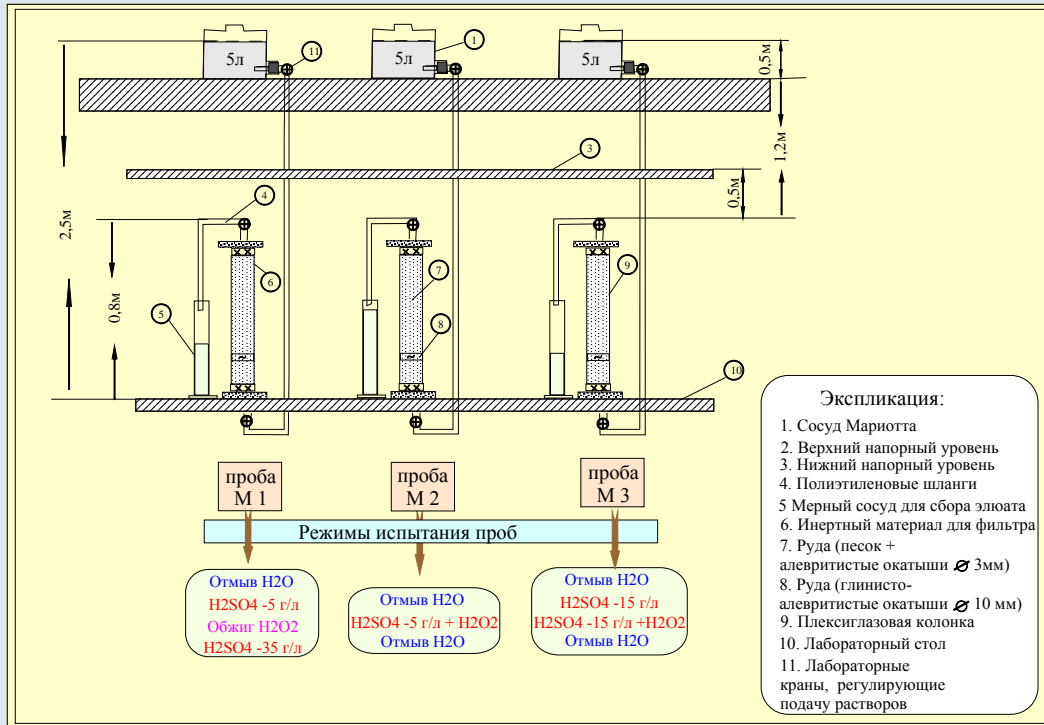 5л
5л
5л
1
11
0,5м
1,2м
3
0,5м
4
2,5м
6
7
9
0,8м
5
8
10
проба
М 1
проба
М 2
проба
М 3
Режимы испытания проб
Отмыв Н2О
H2SO4 -5 г/л
Обжиг Н2О2
H2SO4 -35 г/л
Отмыв Н2О
H2SO4 -5 г/л + H2O2
Отмыв Н2О
Отмыв Н2О
H2SO4 -15 г/л
H2SO4 -15 г/л +H2O2
Отмыв Н2О
Экспликация:
1. Сосуд Мариотта
2. Верхний напорный уровень
3. Нижний напорный уровень
4. Полиэтиленовые шланги
5 Мерный сосуд для сбора элюата
6. Инертный материал для фильтра
7. Руда (песок +
алевритистые окатыши ⌀ 3мм)
8. Руда (глинисто-
алевритистые окатыши ⌀ 10 мм)
9. Плексиглазовая колонка
10. Лабораторный стол
11. Лабораторные
краны, регулирующие
подачу растворов